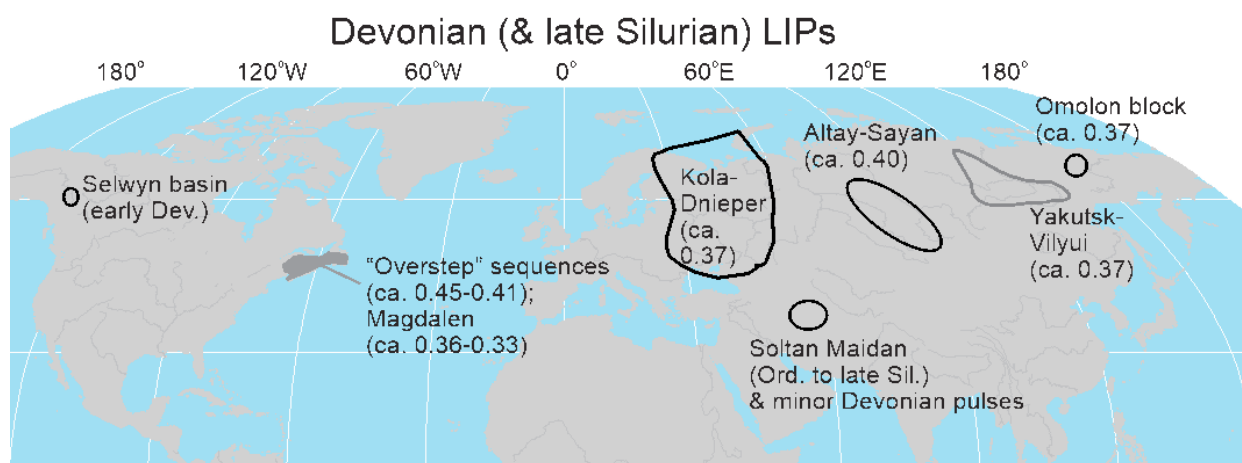 Devonian (& late Silurian) LIPs
180° 120°W 60°W 0° 60°E 120°E 180°
Omolon block
(ca. 0.37)
Altay-Sayan
(ca. 0.40)
Selwyn basin
(early Dev.)
Kola-
Dnieper
(ca.
0.37)
Yakutsk-
Vilyui
(ca. 0.37)
"Overstep" sequences
(ca. 0.45-0.41);
Magdalen
(ca. 0.36-0.33)
Soltan Maidan
(Ord. to late Sil.)
& minor Devonian pulses